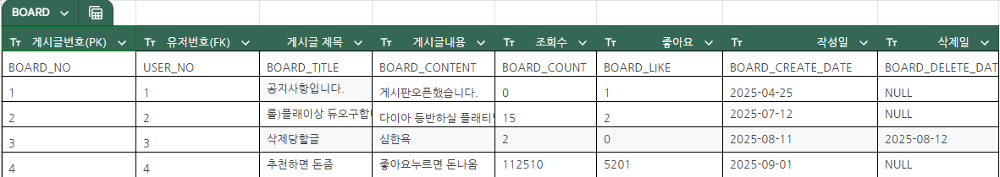 BOARD
게시글번호(PK) 유저번호(FK) 게시글 제목 게시글내용 조회수 좋아요 작성일 삭제일
BOARD_NO USER_NO BOARD_TITLE BOARD_CONTENT BOARD_COUNT BOARD_LIKE BOARD_CREATE_DATE BOARD_DELETE_DAT
1 1 공지사항입니다. 게시판오픈했습니다. 0 1 2025-04-25 NULL
2 2 롤)플래이상 듀오구합니 다이아 등반하실 플래티 15 2 2025-07-12 NULL
3 3 삭제당할글 심한욕 2 0 2025-08-11 2025-08-12
4 4 추천하면 돈줌 좋아요누르면 돈나옴 112510 5201 2025-09-01 NULL